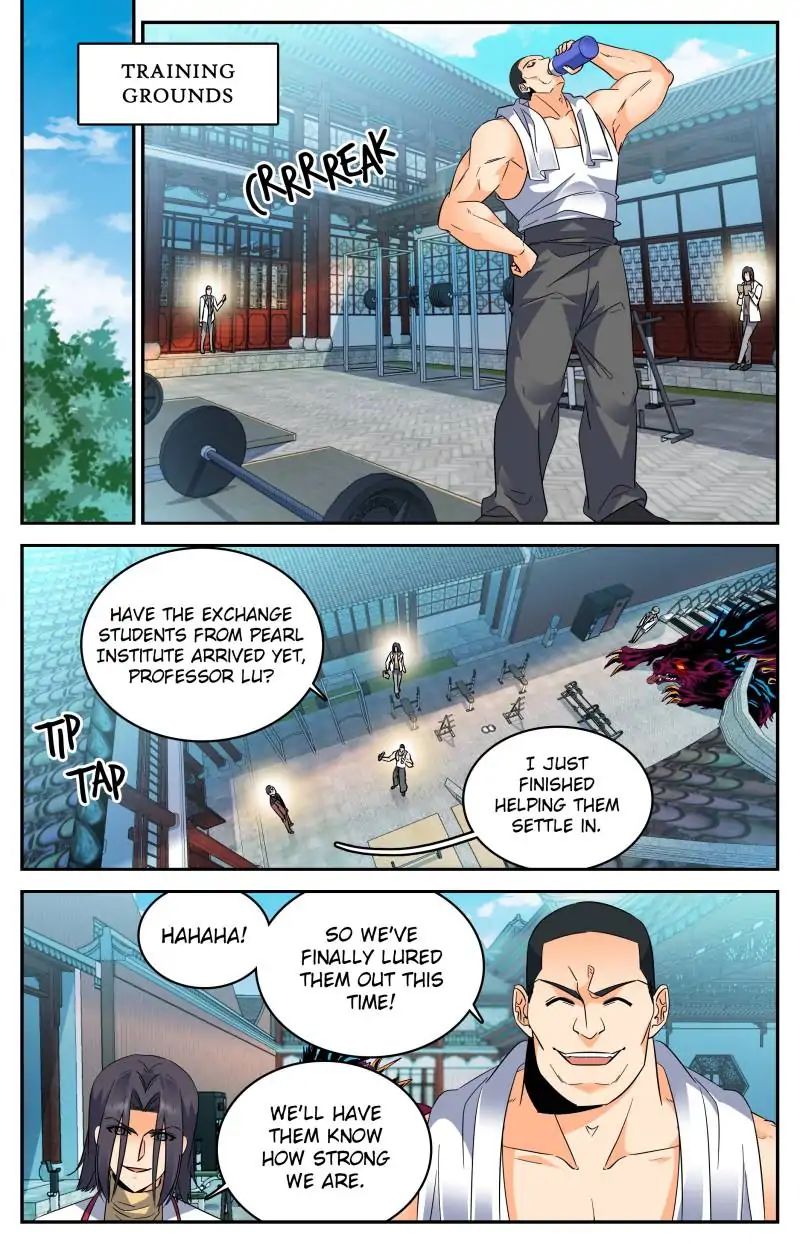 TRAINING
GROUNDS
CRRRREAK
HAVE THE EXCHANGE
STUDENTS FROM PEARL
INSTITUTE ARRIVED YET,
PROFESSOR LU?
TIP
TAP
I JUST
FINISHED
HELPING THEM
SETTLE IN.
HAHAHA!
SO WE'VE
FINALLY LURED
THEM OUT THIS
TIME!
WE'LL HAVE
THEM KNOW
HOW STRONG
WE ARE.